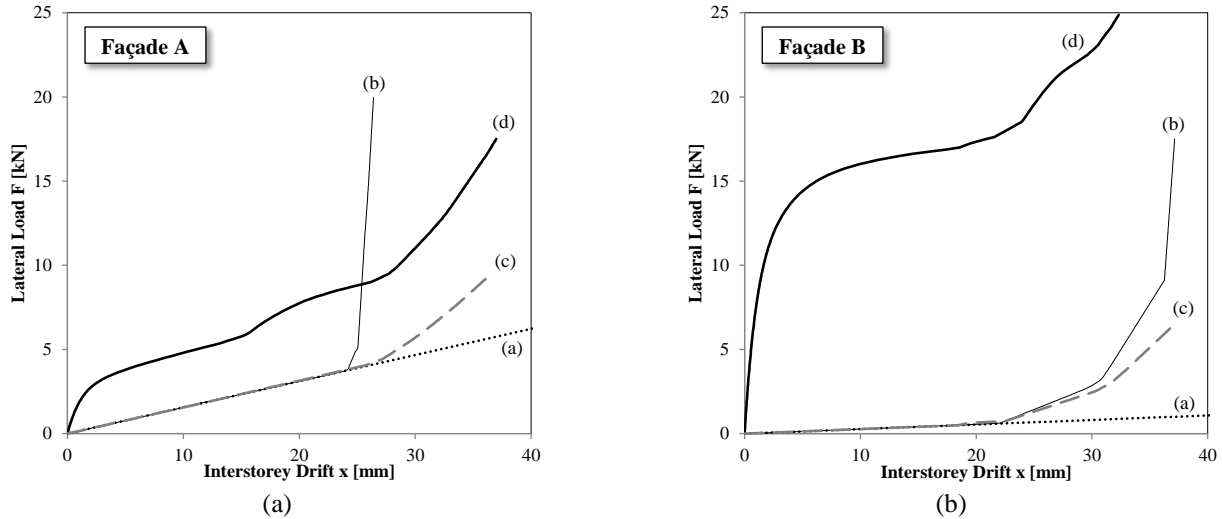 Façade A
(b)
(d)
(c)
(a)
25
20
15
10
5
0
Lateral Load F [kN]
0 10 20 30 40
Interstorey Drift x [mm]
(a)
Façade B
(d)
(b)
(c)
(a)
25
20
15
10
5
0
Lateral Load F [kN]
0 10 20 30 40
Interstorey Drift x [mm]
(b)